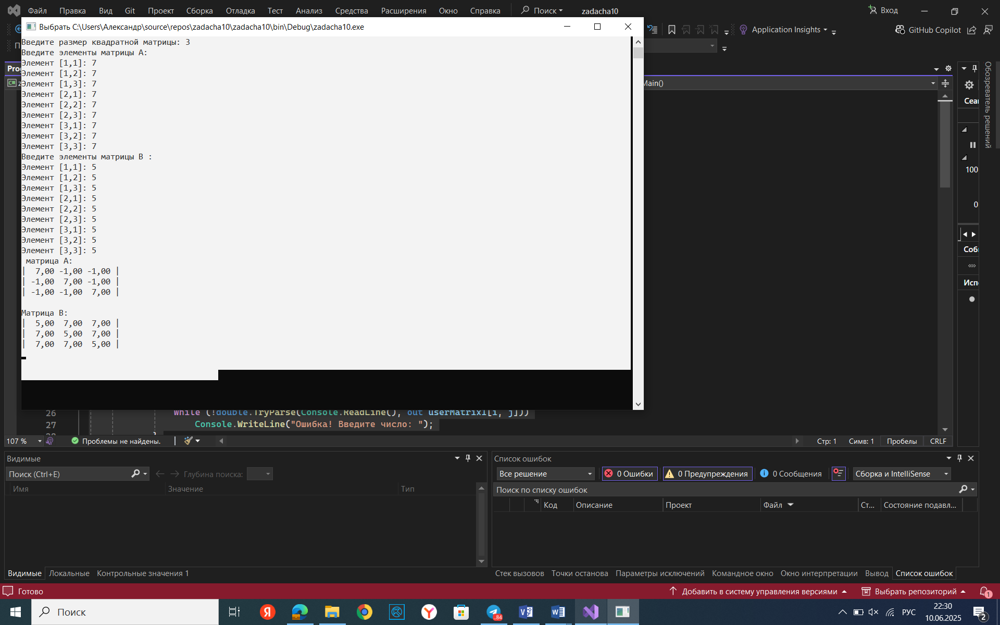 Файл Правка Вид Git Проект Сборка Отладка Тест Анализ Средства Расширения Окно Справка Поиск zadacha10 Вход
Выбрать C:\Users\Александр\source\repos\zadacha10\zadacha10\bin\Debug\zadacha10.exe
Application Insights GitHub Copilot
Введите размер квадратной матрицы: 3
Введите элементы матрицы A:
Элемент [1,1]: 7
Элемент [1,2]: 7
Элемент [1,3]: 7
Элемент [2,1]: 7
Элемент [2,2]: 7
Элемент [2,3]: 7
Элемент [3,1]: 7
Элемент [3,2]: 7
Элемент [3,3]: 7
Введите элементы матрицы B :
Элемент [1,1]: 5
Элемент [1,2]: 5
Элемент [1,3]: 5
Элемент [2,1]: 5
Элемент [2,2]: 5
Элемент [2,3]: 5
Элемент [3,1]: 5
Элемент [3,2]: 5
Элемент [3,3]: 5
матрица A:
| 7,00 -1,00 -1,00 |
| -1,00 7,00 -1,00 |
| -1,00 -1,00 7,00 |
Матрица B:
| 5,00 7,00 7,00 |
| 7,00 5,00 7,00 |
| 7,00 7,00 5,00 |
Main()
Обозреватель решений
100
0
26 while (!double.TryParse(Console.ReadLine(), out userMatrix1[i, j]))
27 Console.WriteLine("Ошибка! Введите число: ");
107 % Проблемы не найдены. Стр: 1 Симв: 1 Пробелы CRLF
Видимые
Поиск (Ctrl+E) Глубина поиска:
Имя Значение Тип
Видимые Локальные Контрольные значения 1
Список ошибок
Все решение 0 Ошибки 0 Предупреждения 0 Сообщения Сборка и IntelliSense
Поиск по списку ошибок
Код Описание Проект Файл Ст... Состояние подавл...
Стек вызовов Точки останова Параметры исключений Командное окно Окно интерпретации Вывод Список ошибок
Готово Добавить в систему управления версиями Выбрать репозиторий 1
Поиск Я 84 РУС 22:30
10.06.2025 2